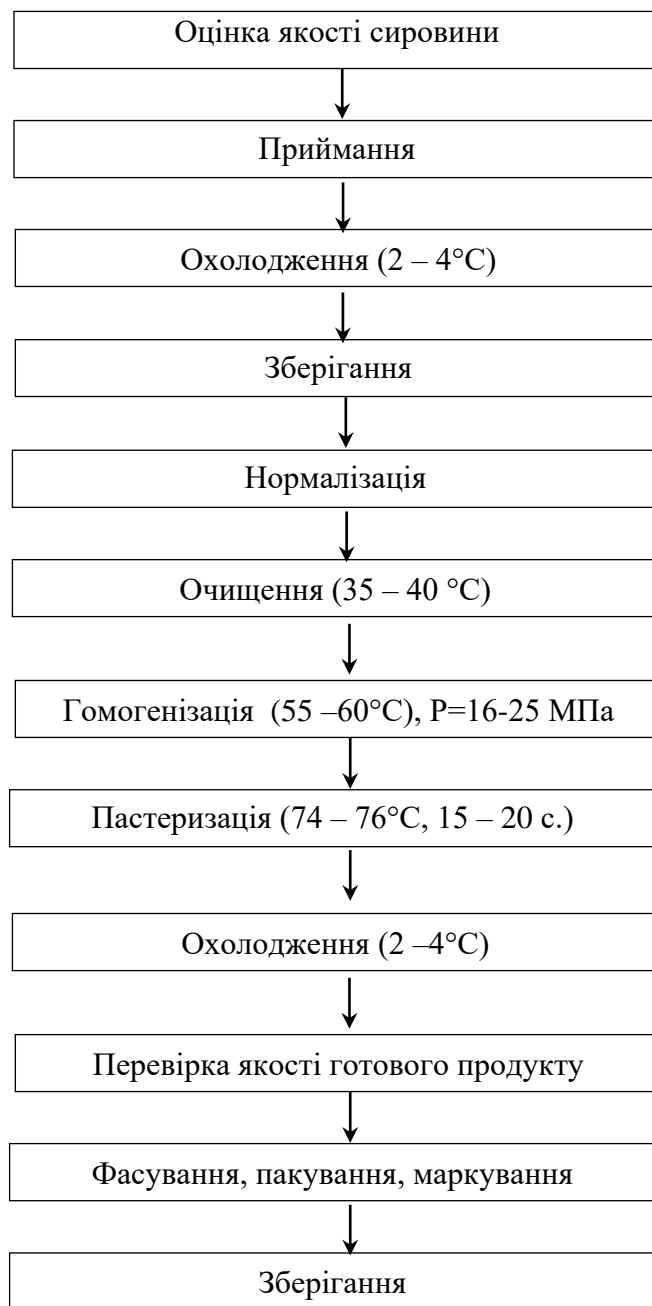 Оцінка якості сировини
Приймання
Охолодження (2 – 4°С)
Зберігання
Нормалізація
Очищення (35 – 40 °С)
Гомогенізація (55 –60°С), Р=16-25 МПа
Пастеризація (74 – 76°С, 15 – 20 с.)
Охолодження (2 –4°С)
Перевірка якості готового продукту
Фасування, пакування, маркування
Зберігання